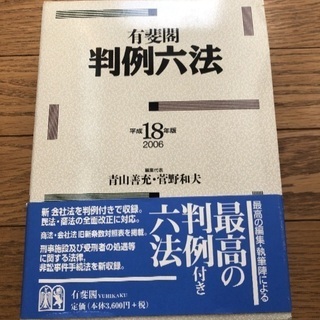 有斐閣
判例六法
平成18年版
2006
編集代表
青山善充・菅野和夫
最高の編集・執筆陣による
最高の
判例付き
六法
新会社法を判例付きで収録。
民法・商法の全面改正に対応。
商法・会社法 旧新条数対照表を掲載。
刑事施設及び受刑者の処遇等
に関する法律、
非訟事件手続法を新収録。
有斐閣 YUHIKAKU
定価(本体3,600円+税)